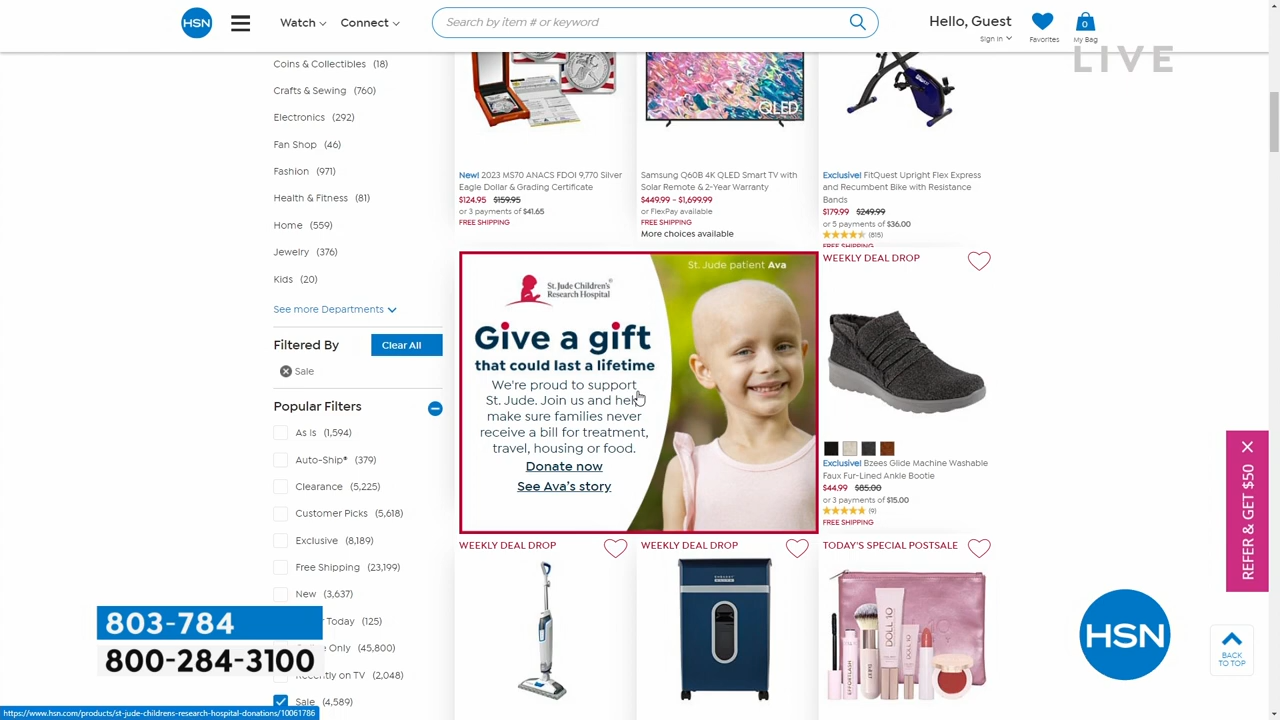 HSN
Watch
Connect
Search by item # or keyword
Hello, Guest
Sign In
Favorites
0
My Bag
LIVE
Coins & Collectibles (18)
Crafts & Sewing (760)
Electronics (292)
Fan Shop (46)
Fashion (971)
Health & Fitness (81)
Home (559)
Jewelry (376)
Kids (20)
See more Departments
Filtered By
Clear All
Sale
Popular Filters
As Is (1,594)
Auto-Ship® (379)
Clearance (5,225)
Customer Picks (5,618)
Exclusive (8,189)
Free Shipping (23,199)
New (3,637)
Today (125)
Only (45,800)
Recently on TV (2,048)
Sale (4,589)
QLED
New! 2023 MS70 ANACS FDOI 9,770 Silver
Eagle Dollar & Grading Certificate
$124.95 $159.95
or 3 payments of $41.65
FREE SHIPPING
Samsung Q60B 4K QLED Smart TV with
Solar Remote & 2-Year Warranty
$449.99 - $1,699.99
or FlexPay available
FREE SHIPPING
More choices available
Exclusive! FitQuest Upright Flex Express
and Recumbent Bike with Resistance
Bands
$179.99 $249.99
or 5 payments of $36.00
(815)
FREE SHIPPING
St. Jude patient Ava
St. Jude Children's
Research Hospital®
Give a gift
that could last a lifetime
We're proud to support
St. Jude. Join us and help
make sure families never
receive a bill for treatment,
travel, housing or food.
Donate now
See Ava's story
WEEKLY DEAL DROP
Exclusive! Bzees Glide Machine Washable
Faux Fur-Lined Ankle Bootie
$44.99 $85.00
or 3 payments of $15.00
(9)
FREE SHIPPING
WEEKLY DEAL DROP
WEEKLY DEAL DROP
TODAY'S SPECIAL POSTSALE
DOLL 10
REFER & GET $50
HSN
BACK
TO TOP
803-784
800-284-3100
https://www.hsn.com/products/st-jude-childrens-research-hospital-donations/10061786